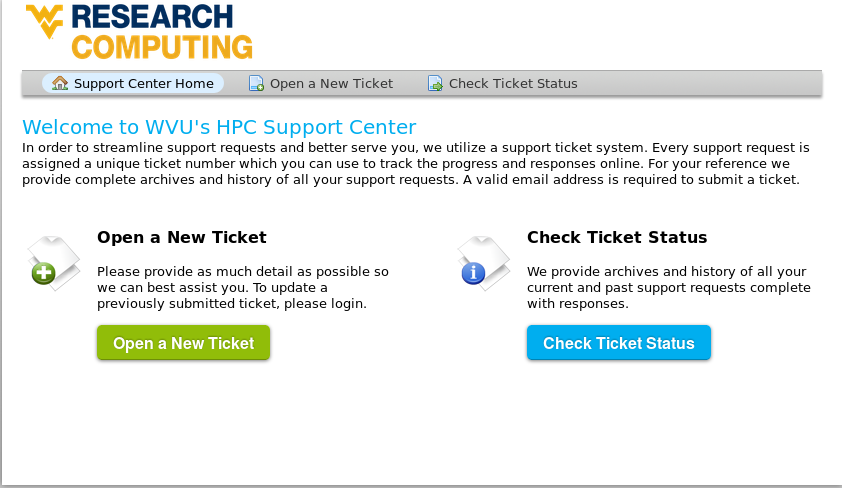 RESEARCH
COMPUTING
Support Center Home Open a New Ticket Check Ticket Status
Welcome to WVU's HPC Support Center
In order to streamline support requests and better serve you, we utilize a support ticket system. Every support request is
assigned a unique ticket number which you can use to track the progress and responses online. For your reference we
provide complete archives and history of all your support requests. A valid email address is required to submit a ticket.
Open a New Ticket
Please provide as much detail as possible so
we can best assist you. To update a
previously submitted ticket, please login.
Open a New Ticket
Check Ticket Status
We provide archives and history of all your
current and past support requests complete
with responses.
Check Ticket Status